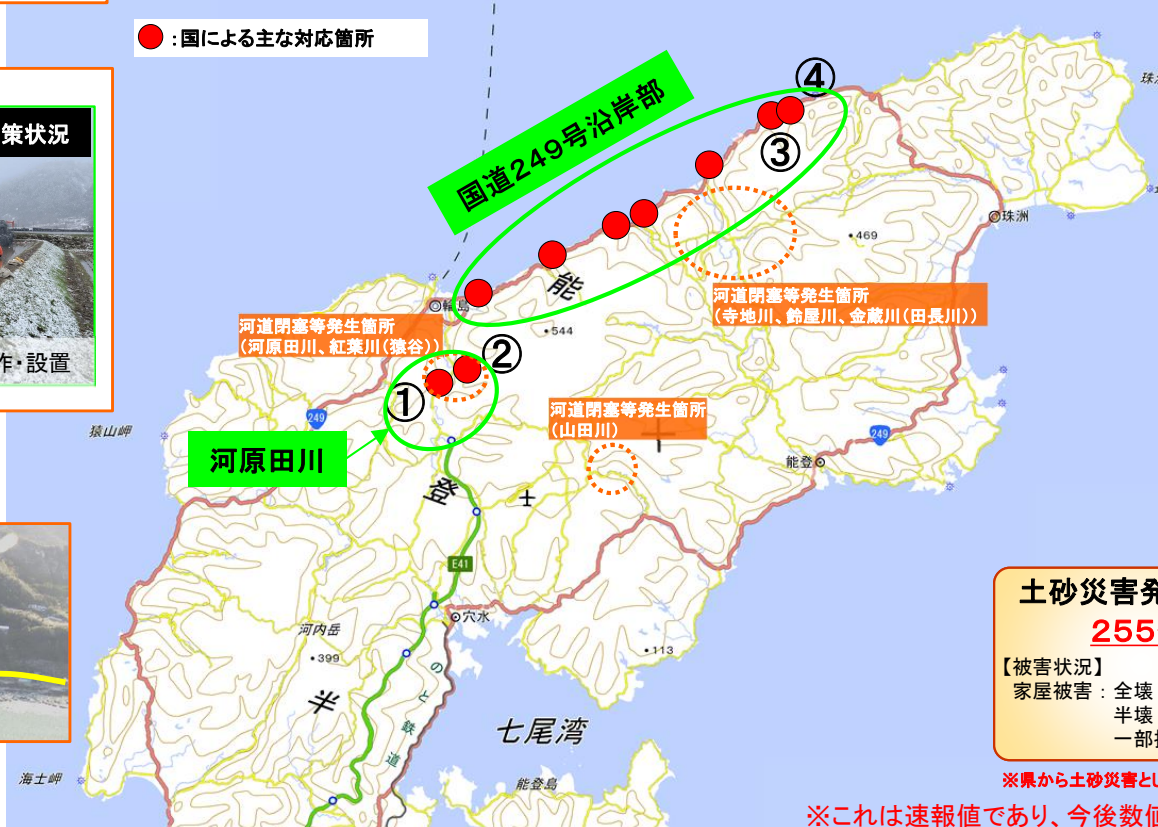 ●:国による主な対応箇所
策状況
作・設置
国道249号沿岸部
④
③
珠洲
・469
能
輪島
河道閉塞等発生箇所
(寺地川、鈴屋川、金蔵川(田長川))
・544
河道閉塞等発生箇所
(河原田川、紅葉川(猿谷))
②
①
河道閉塞等発生箇所
(山田川)
249
猿山岬
249
河原田川
能登
登
E41
穴水
河内岳
・399
・113
のと鉄道
半
七尾湾
海士岬
能登島
土砂災害発
255
【被害状況】
家屋被害:全壊
半壊
一部
※県から土砂災害とし
※これは速報値であり、今後数値